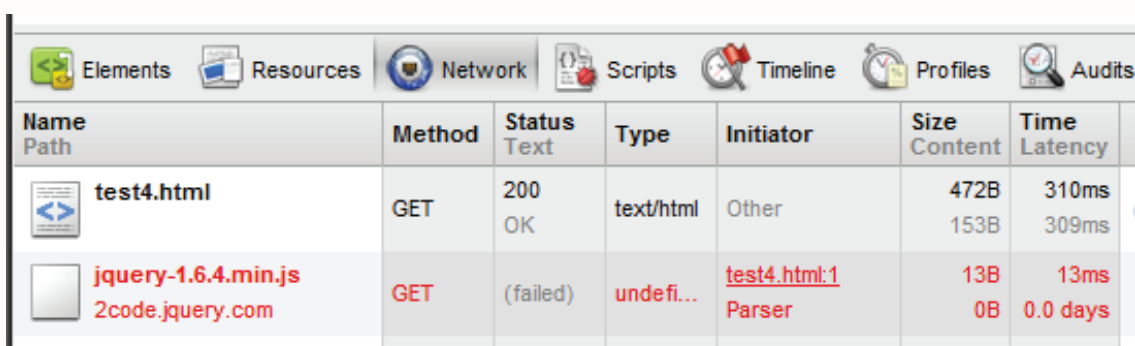 Elements Resources Network Scripts Timeline Profiles Audits
Name Method Status Type Initiator Size Time
Path Text Content Latency
test4.html GET 200 text/html Other 472B 310ms
OK 153B 309ms
jquery-1.6.4.min.js GET (failed) undefi... test4.html:1 13B 13ms
2code.jquery.com Parser 0B 0.0 days